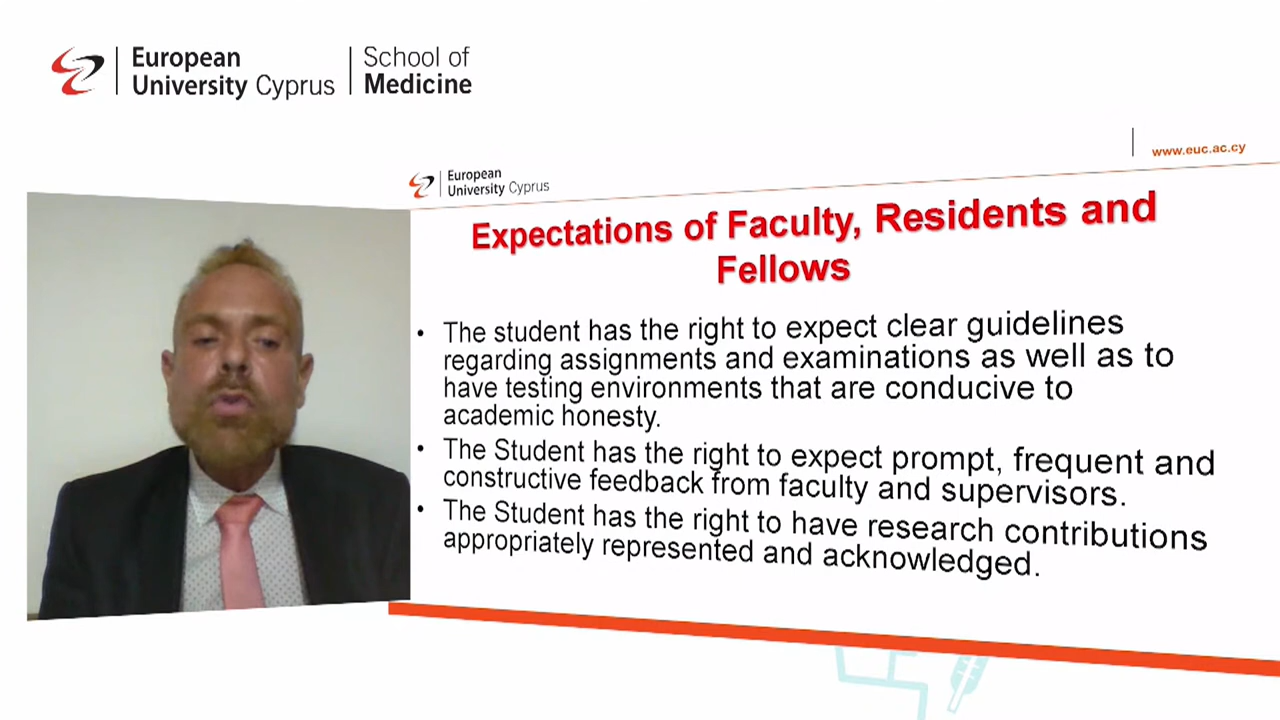 European
University Cyprus
School of
Medicine
www.euc.ac.cy
European
University Cyprus
Expectations of Faculty, Residents and
Fellows
• The student has the right to expect clear guidelines
regarding assignments and examinations as well as to
have testing environments that are conducive to
academic honesty.
• The Student has the right to expect prompt, frequent and
constructive feedback from faculty and supervisors.
• The Student has the right to have research contributions
appropriately represented and acknowledged.